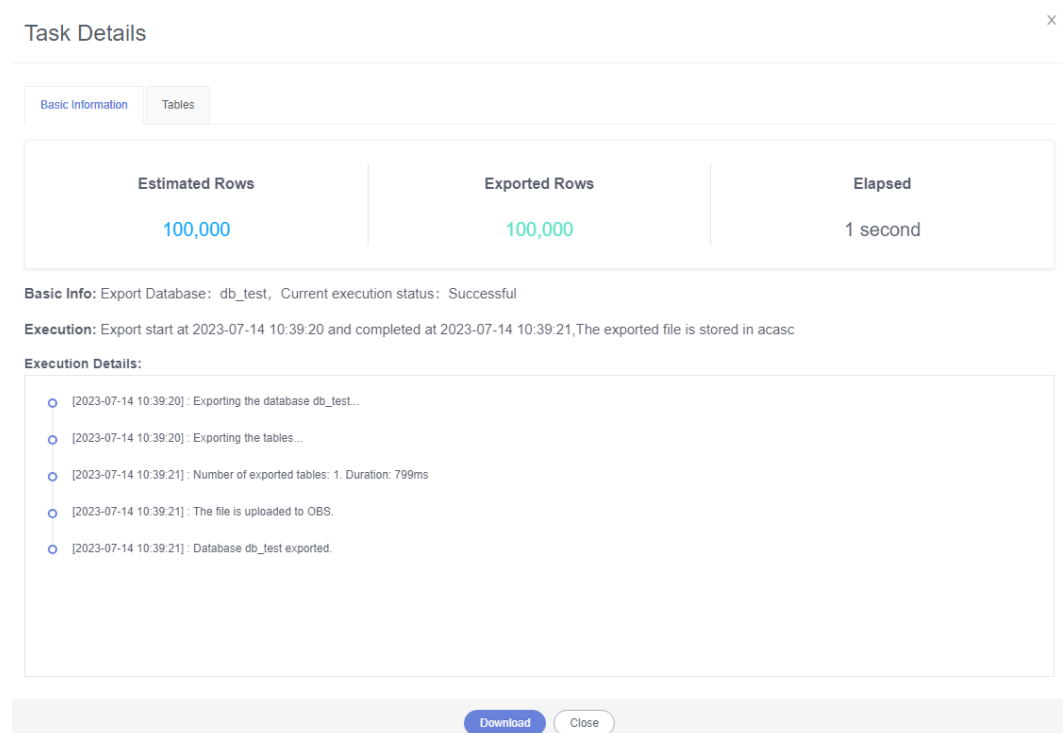 X
Task Details
Basic Information Tables
Estimated Rows Exported Rows Elapsed
100,000 100,000 1 second
Basic Info: Export Database：db_test，Current execution status：Successful
Execution: Export start at 2023-07-14 10:39:20 and completed at 2023-07-14 10:39:21,The exported file is stored in acasc
Execution Details:
[2023-07-14 10:39:20] : Exporting the database db_test...
[2023-07-14 10:39:20] : Exporting the tables...
[2023-07-14 10:39:21] : Number of exported tables: 1. Duration: 799ms
[2023-07-14 10:39:21] : The file is uploaded to OBS.
[2023-07-14 10:39:21] : Database db_test exported.
Download Close